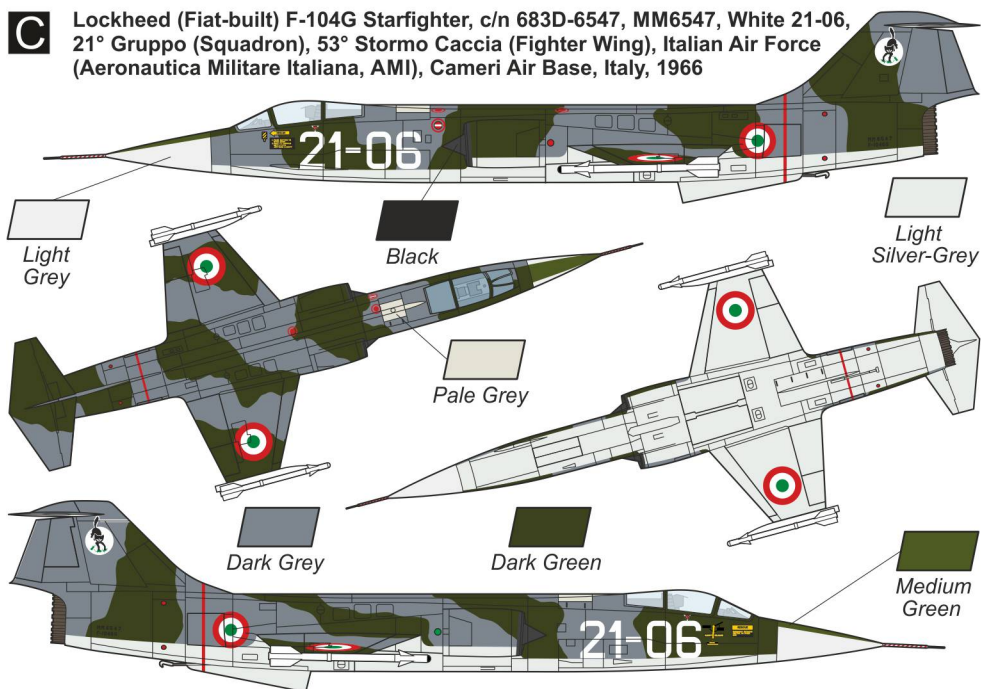 C
Lockheed (Fiat-built) F-104G Starfighter, c/n 683D-6547, MM6547, White 21-06,
21° Gruppo (Squadron), 53° Stormo Caccia (Fighter Wing), Italian Air Force
(Aeronautica Militare Italiana, AMI), Cameri Air Base, Italy, 1966
21-06
Light
Grey
Black
Light
Silver-Grey
Pale Grey
Dark Grey
Dark Green
Medium
Green
21-06